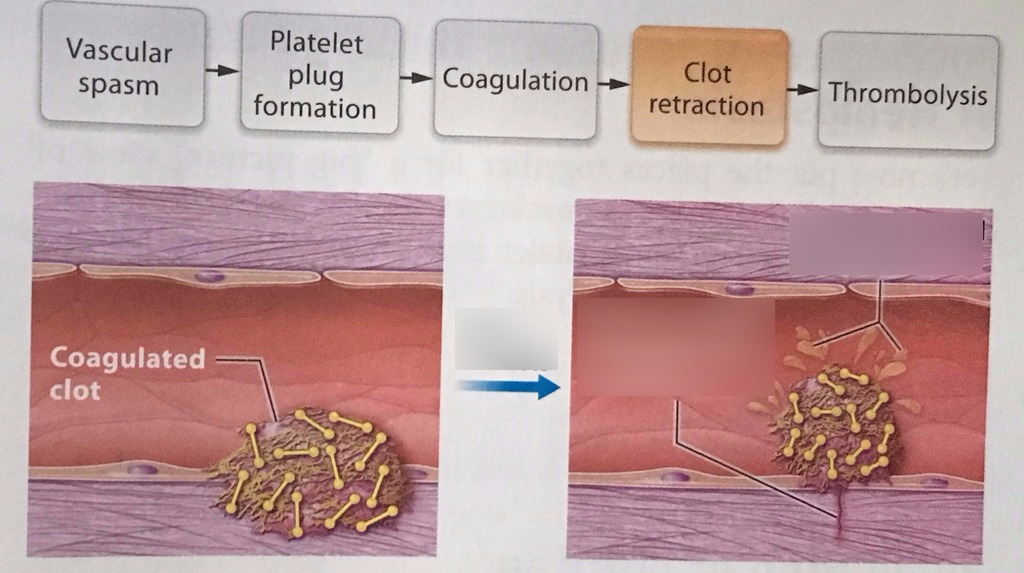 Vascular
spasm
Platelet
plug
formation
Coagulation
Clot
retraction
Thrombolysis
Coagulated
clot